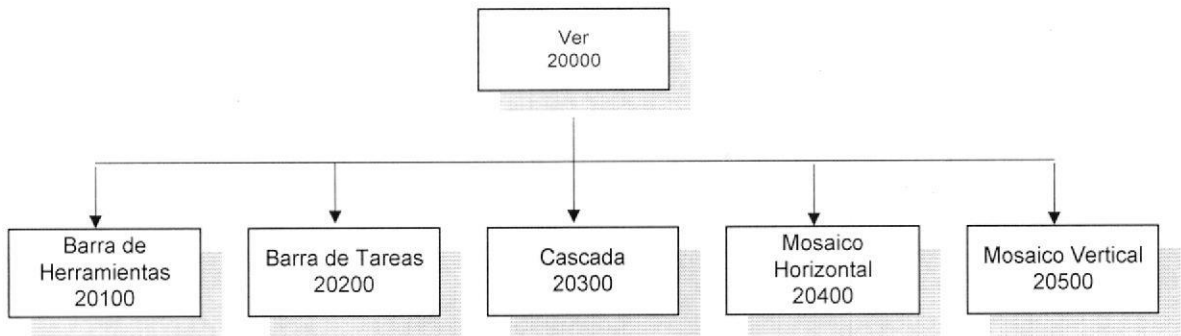 Ver
20000
Barra de
Herramientas
20100
Barra de Tareas
20200
Cascada
20300
Mosaico
Horizontal
20400
Mosaico Vertical
20500